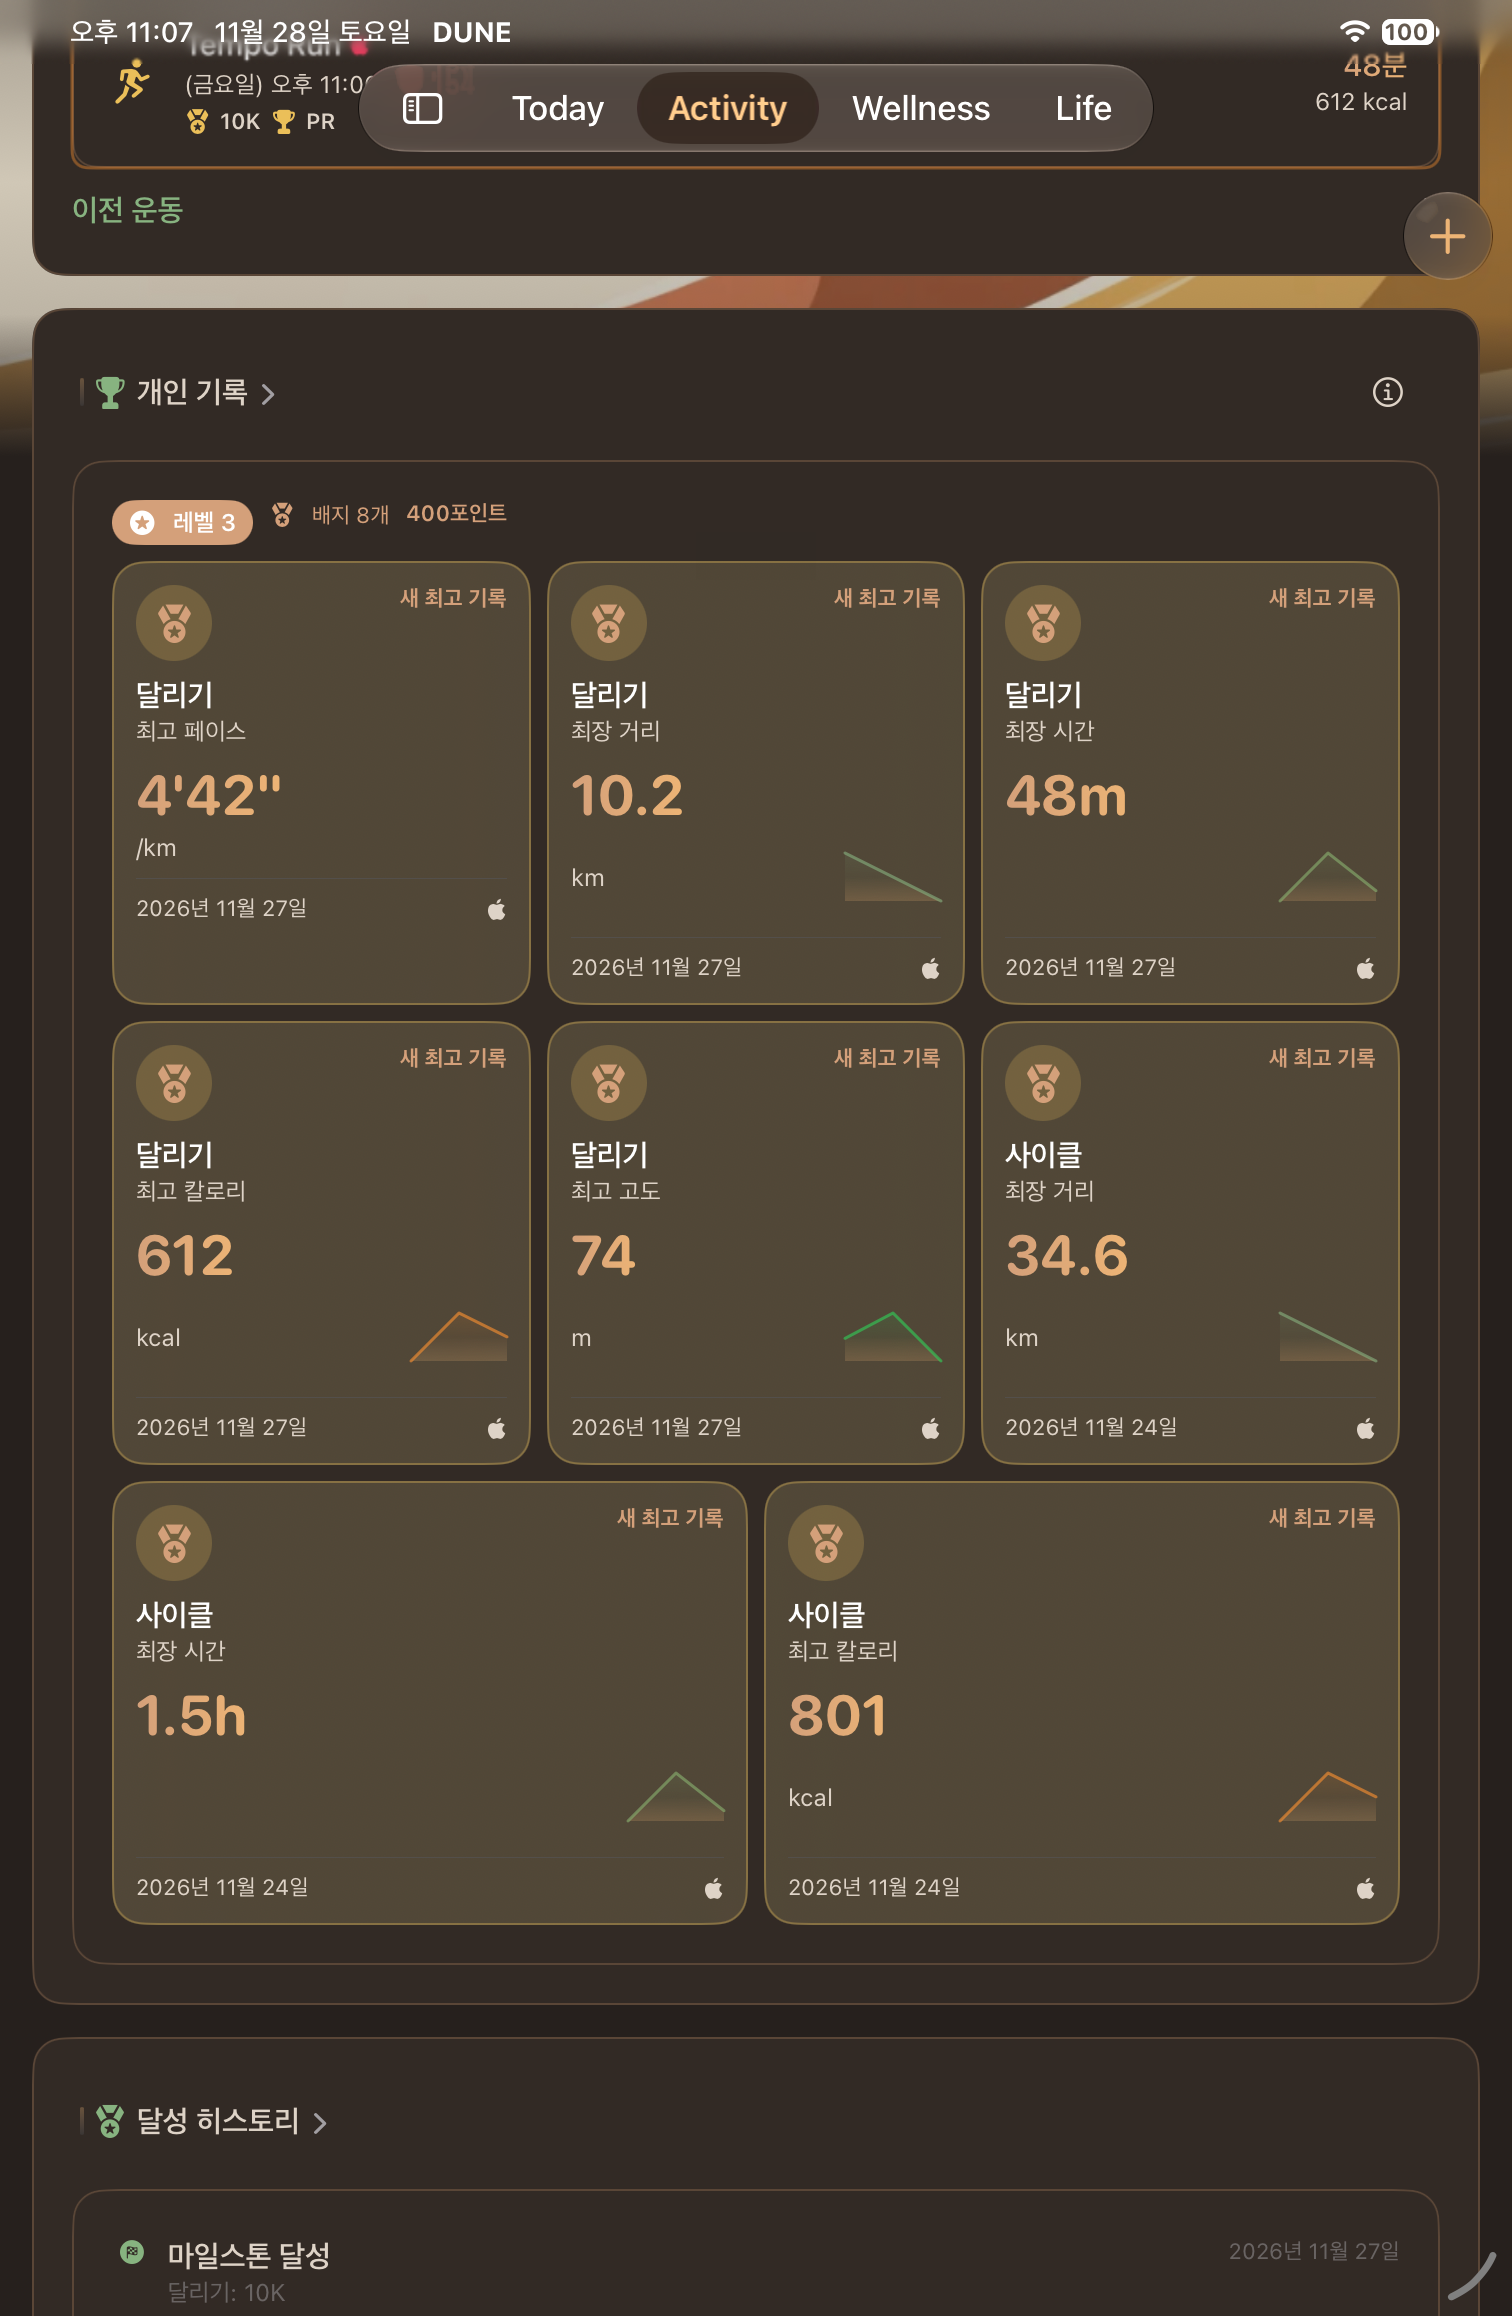 오후 11:07 11월 28일 토요일 DUNE
100
Tempo Run
48분
(금요일) 오후 11:0
612 kcal
10K PR
Today Activity Wellness Life
이전 운동
개인 기록
레벨 3 배지 8개 400포인트
새 최고 기록
달리기
최고 페이스
4'42"
/km
2026년 11월 27일
새 최고 기록
달리기
최장 거리
10.2
km
2026년 11월 27일
새 최고 기록
달리기
최장 시간
48m
2026년 11월 27일
새 최고 기록
달리기
최고 칼로리
612
kcal
2026년 11월 27일
새 최고 기록
달리기
최고 고도
74
m
2026년 11월 27일
새 최고 기록
사이클
최장 거리
34.6
km
2026년 11월 24일
새 최고 기록
사이클
최장 시간
1.5h
2026년 11월 24일
새 최고 기록
사이클
최고 칼로리
801
kcal
2026년 11월 24일
달성 히스토리
마일스톤 달성
2026년 11월 27일
달리기: 10K